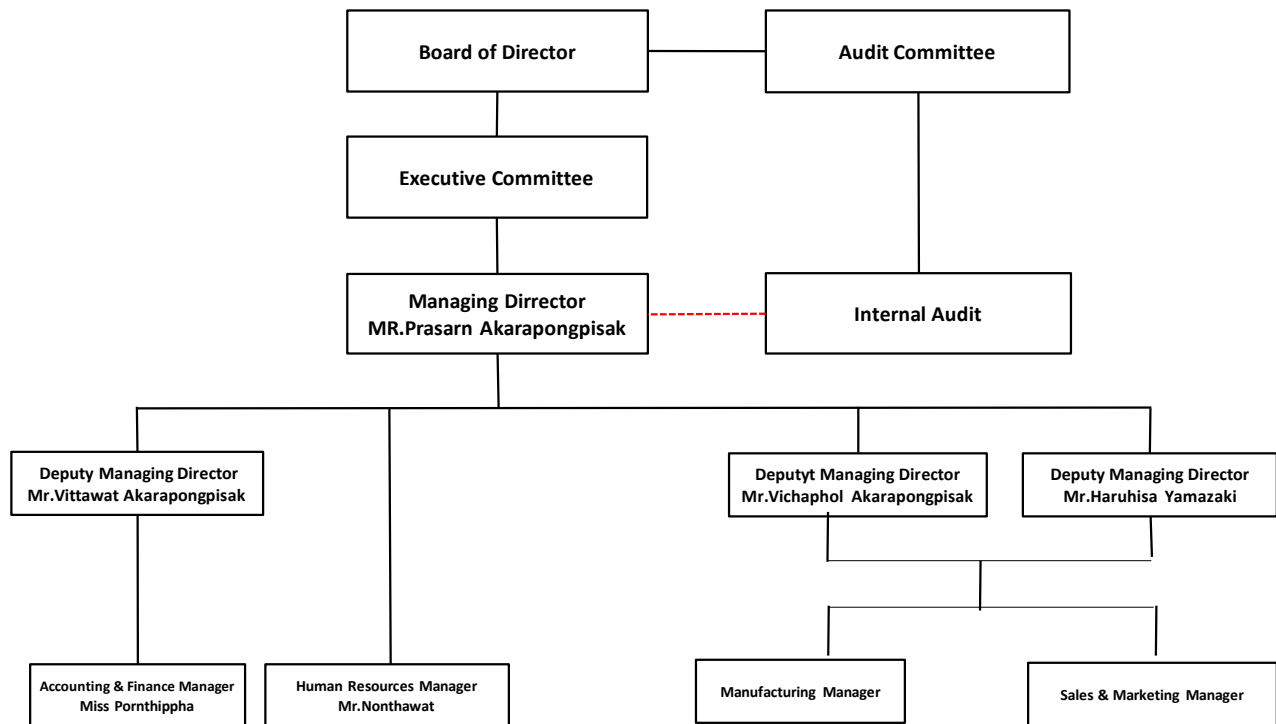 Board of Director
Audit Committee
Executive Committee
Managing Dirrector
MR.Prasarn Akarapongpisak
Internal Audit
Deputy Managing Director
Mr.Vittawat Akarapongpisak
Deputyt Managing Director
Mr.Vichaphol Akarapongpisak
Deputy Managing Director
Mr.Haruhisa Yamazaki
Accounting & Finance Manager
Miss Pornthippha
Human Resources Manager
Mr.Nonthawat
Manufacturing Manager
Sales & Marketing Manager